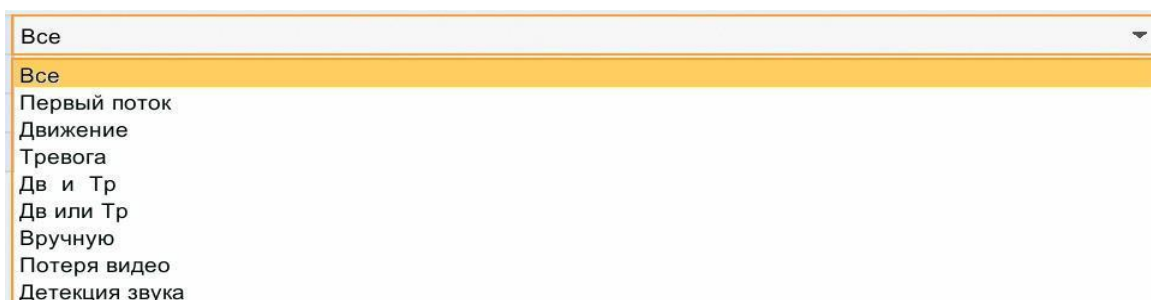 Все
Все
Первый поток
Движение
Тревога
Дв и Тр
Дв или Тр
Вручную
Потеря видео
Детекция звука